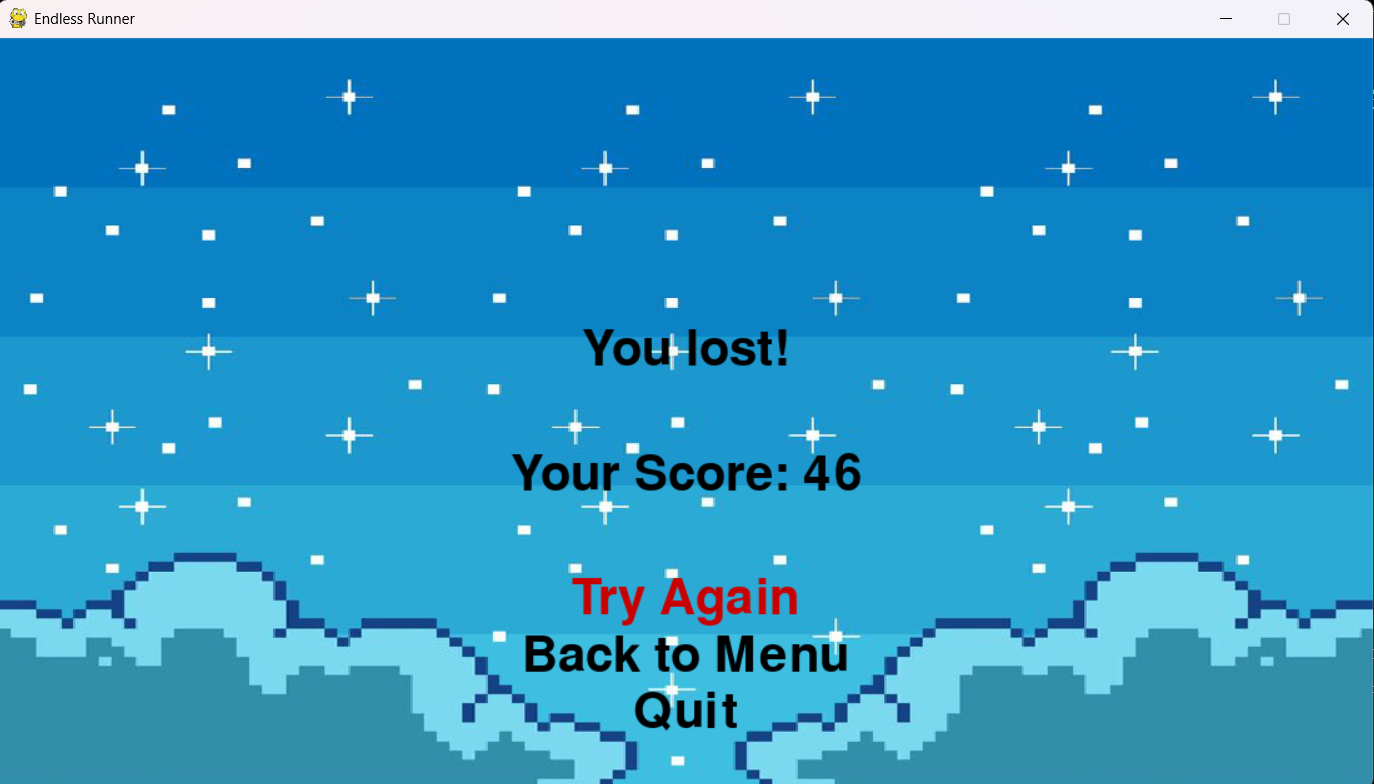 Endless Runner
You lost!
Your Score: 46
Try Again
Back to Menu
Quit